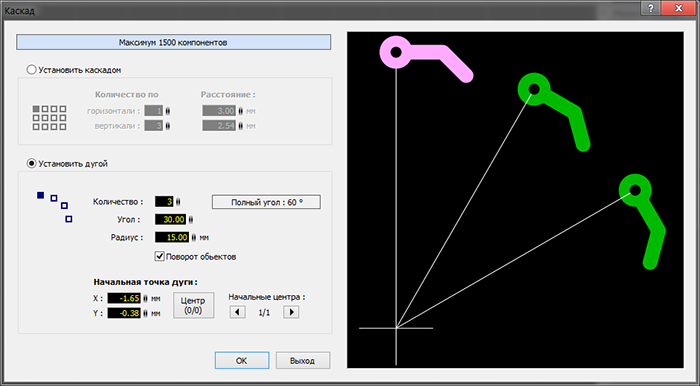 Каскад
Максимум 1500 компонентов
Установить каскадом
Количество по Расстояние :
горизонтали : 1 3.00 мм
вертикали : 3 2.54 мм
Установить дугой
Количество : 3 Полный угол : 60 °
Угол : 30.00
Радиус : 15.00 мм
Поворот обьектов
Начальная точка дуги :
X : -1.65 мм Центр (0/0) Начальные центра :
Y : -0.38 мм 1/1
OK Выход